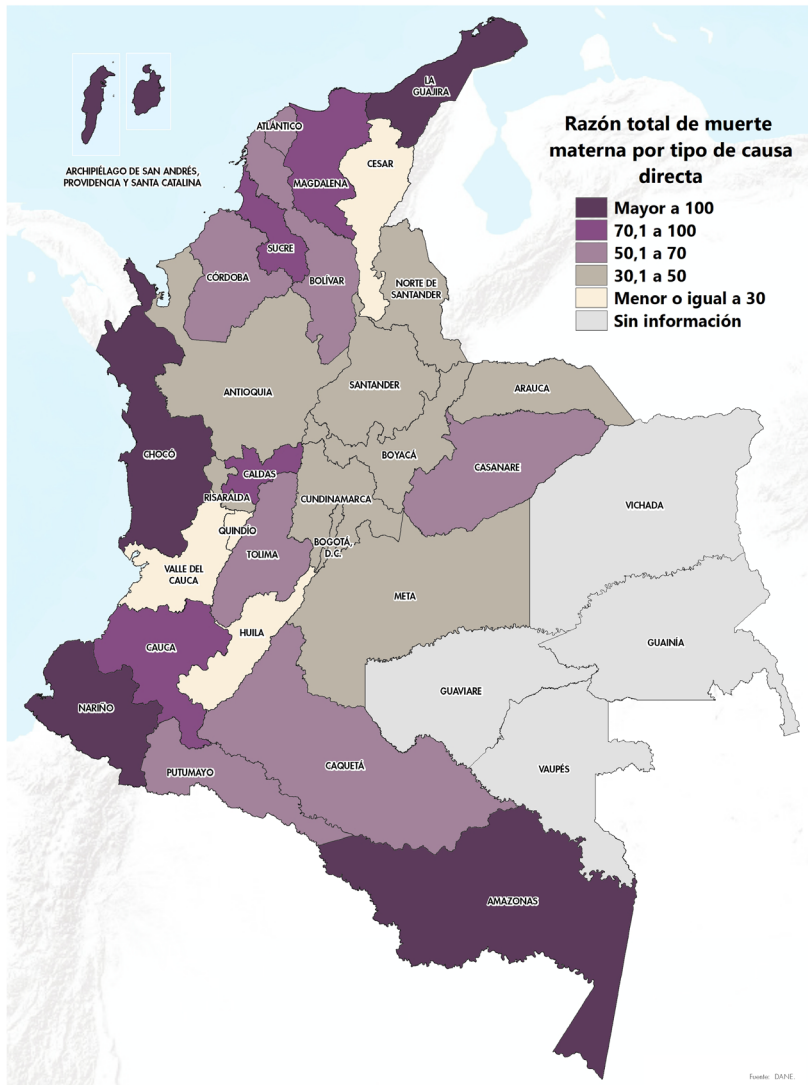 LA
GUAJIRA
ATLÁNTICO
ARCHIPIÉLAGO DE SAN ANDRÉS,
PROVIDENCIA Y SANTA CATALINA
MAGDALENA
CESAR
Razón total de muerte
materna por tipo de causa
directa
Mayor a 100
70,1 a 100
50,1 a 70
30,1 a 50
Menor o igual a 30
Sin información
SUCRE
CÓRDOBA
BOLÍVAR
NORTE DE
SANTANDER
ANTIOQUIA
SANTANDER
ARAUCA
CHOCÓ
BOYACÁ
CALDAS
CASANARE
RISARALDA
CUNDINAMARCA
VICHADA
QUINDÍO
BOGOTÁ,
D.C.
TOLIMA
VALLE DEL
CAUCA
META
HUILA
CAUCA
GUAINÍA
GUAVIARE
NARIÑO
CAQUETÁ
VAUPÉS
PUTUMAYO
AMAZONAS
Fuente: DANE.